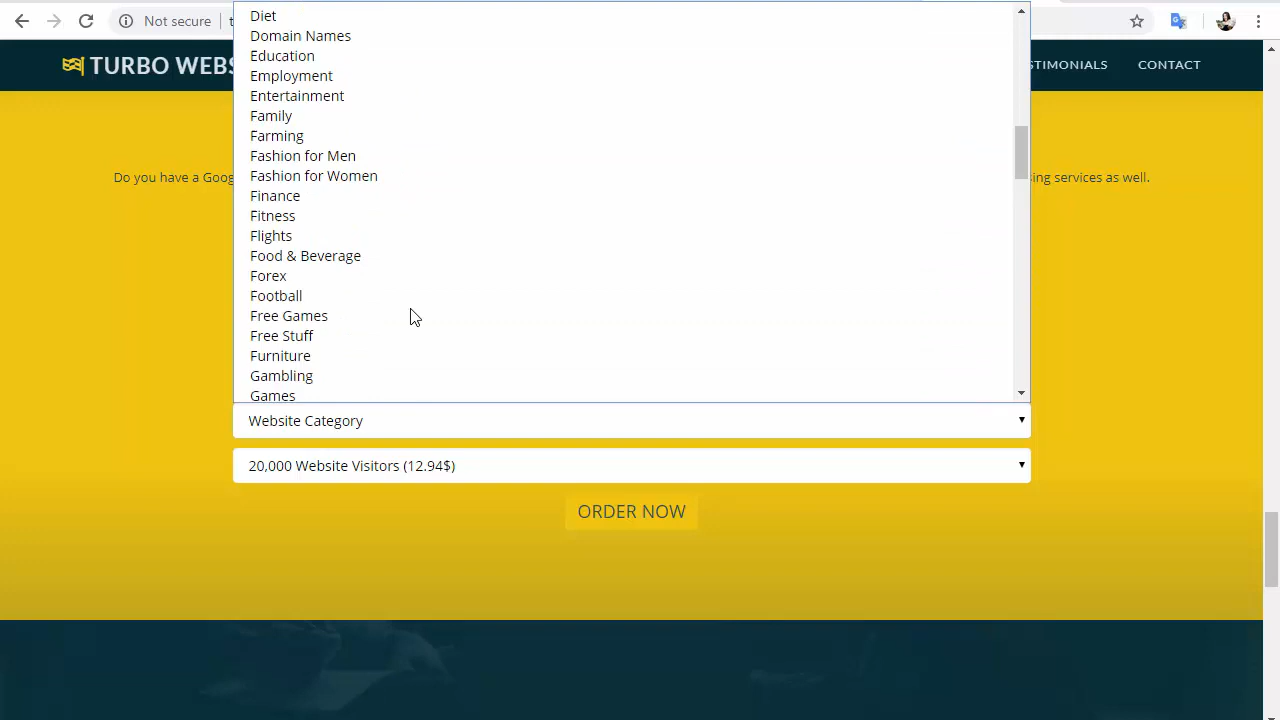 Not secure
TURBO WEBS
STIMONIALS
CONTACT
Diet
Domain Names
Education
Employment
Entertainment
Family
Farming
Fashion for Men
Fashion for Women
Finance
Fitness
Flights
Food & Beverage
Forex
Football
Free Games
Free Stuff
Furniture
Gambling
Games
Do you have a Goog
ing services as well.
Website Category
20,000 Website Visitors (12.94$)
ORDER NOW